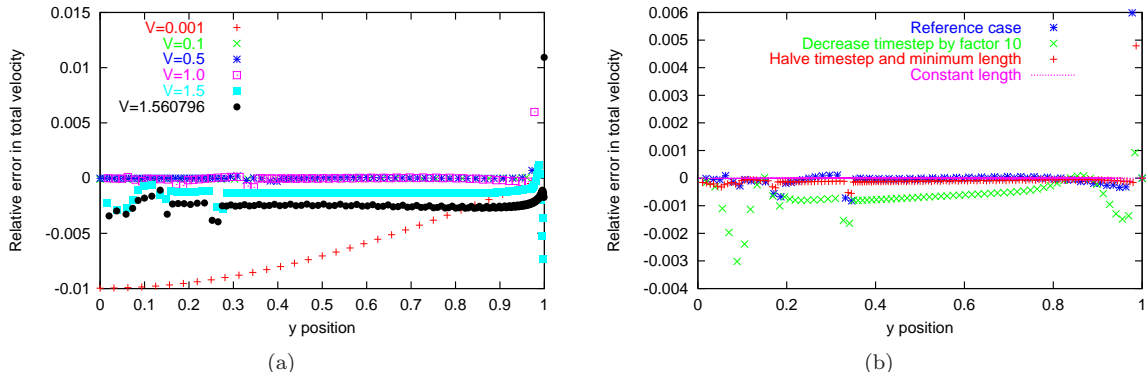 0.015
0.01
0.005
0
-0.005
-0.01
Relative error in total velocity
V=0.001
V=0.1
V=0.5
V=1.0
V=1.5
V=1.560796
0 0.1 0.2 0.3 0.4 0.5 0.6 0.7 0.8 0.9 1
y position
(a)
0.006
0.005
0.004
0.003
0.002
0.001
0.000
-0.001
-0.002
-0.003
-0.004
Relative error in total velocity
Reference case
Decrease timestep by factor 10
Halve timestep and minimum length
Constant length
0 0.2 0.4 0.6 0.8 1
y position
(b)